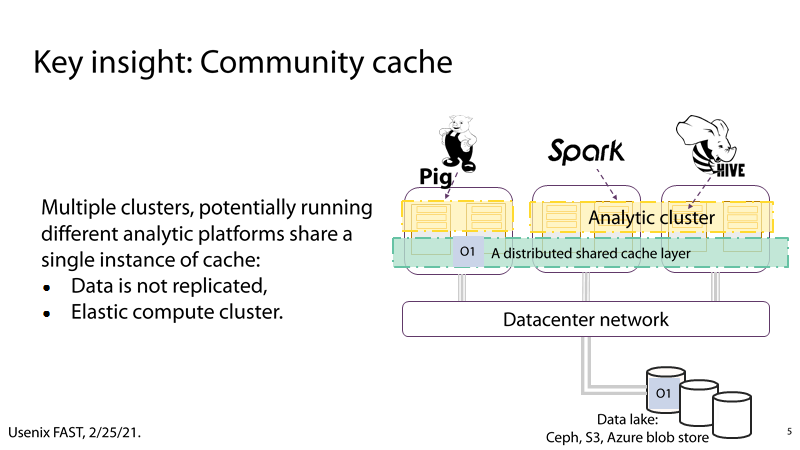 Key insight: Community cache
Pig
Spark
HIVE
Multiple clusters, potentially running
different analytic platforms share a
single instance of cache:
• Data is not replicated,
• Elastic compute cluster.
Analytic cluster
O1
A distributed shared cache layer
Datacenter network
O1
Data lake:
Ceph, S3, Azure blob store
Usenix FAST, 2/25/21.
5